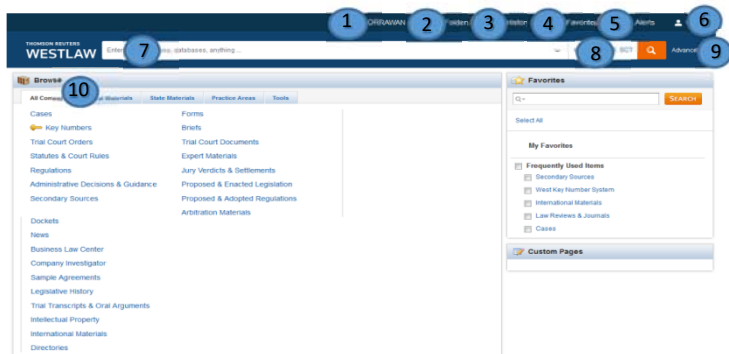 1 ORRAWAN 2 Folders 3 4 Favorites 5 Alerts 6
THOMSON REUTERS
WESTLAW 7 databases, anything ... 8 9
Browse
10
All State Materials Practice Areas Tools
Cases Forms
Key Numbers Briefs
Trial Court Orders Trial Court Documents
Statutes & Court Rules Expert Materials
Regulations Jury Verdicts & Settlements
Administrative Decisions & Guidance Proposed & Enacted Legislation
Secondary Sources Proposed & Adopted Regulations
Arbitration Materials
Dockets
News
Business Law Center
Company Investigator
Sample Agreements
Legislative History
Trial Transcripts & Oral Arguments
Intellectual Property
International Materials
Directories
Favorites
SEARCH
Select All
My Favorites
Frequently Used Items
Secondary Sources
West Key Number System
International Materials
Law Reviews & Journals
Cases
Custom Pages